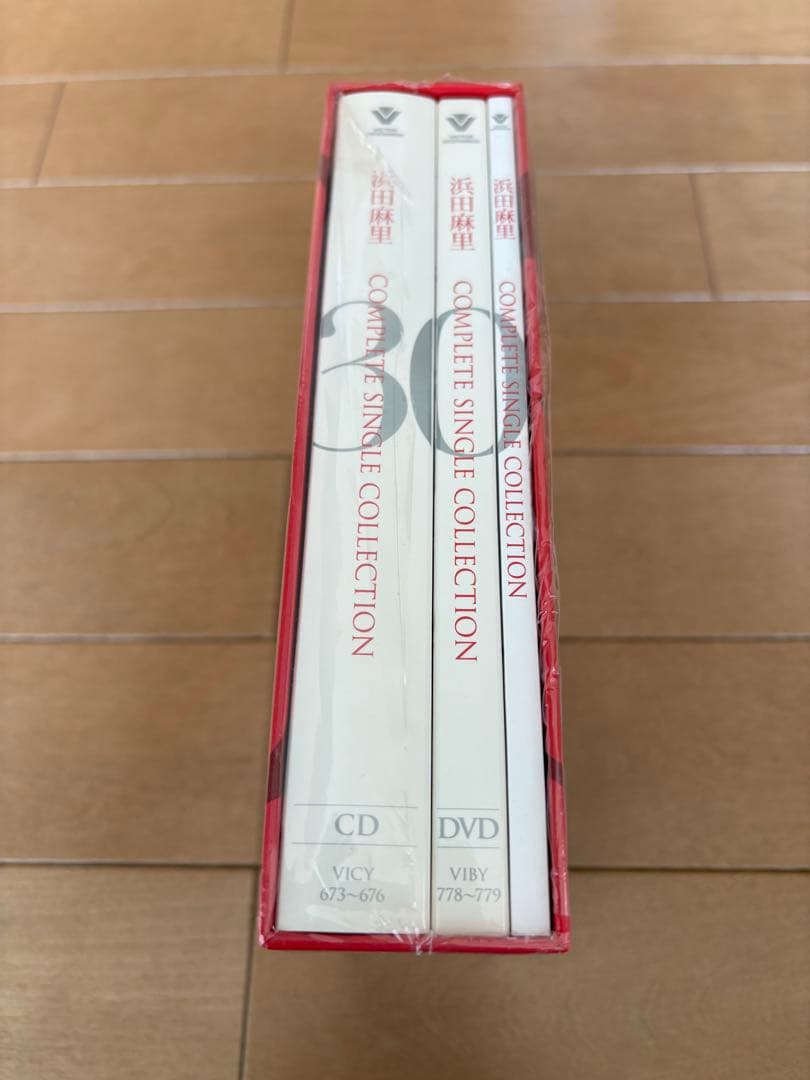 浜田麻里
COMPLETE SINGLE COLLECTION
CD
VICY
673~676
浜田麻里
COMPLETE SINGLE COLLECTION
DVD
VIBY
778~779
浜田麻里
COMPLETE SINGLE COLLECTION
30